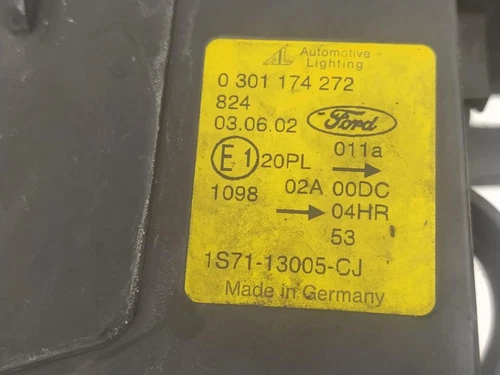 AL Automotive
Lighting
0 301 174 272
824
03.06.02 Ford
E1 20PL 011a →
1098 02A 00DC
→ 04HR
53
1S71-13005-CJ
Made in Germany